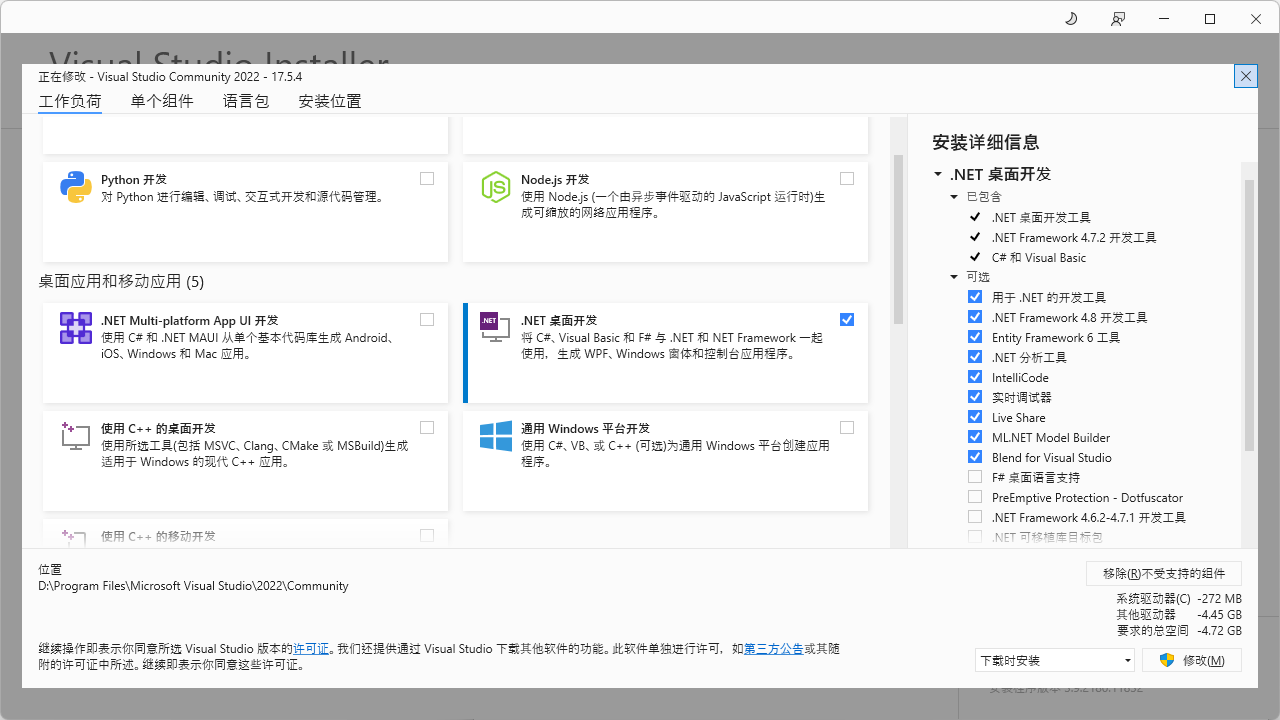 Visual Studio Installer
正在修改 - Visual Studio Community 2022 - 17.5.4
工作负荷 单个组件 语言包 安装位置
Python 开发
对 Python 进行编辑、调试、交互式开发和源代码管理。
Node.js 开发
使用 Node.js (一个由异步事件驱动的 JavaScript 运行时)生
成可缩放的网络应用程序。
桌面应用和移动应用 (5)
.NET Multi-platform App UI 开发
使用 C# 和 .NET MAUI 从单个基本代码库生成 Android、
iOS、Windows 和 Mac 应用。
.NET
.NET 桌面开发
将 C#、Visual Basic 和 F# 与 .NET 和 NET Framework 一起
使用，生成 WPF、Windows 窗体和控制台应用程序。
使用 C++ 的桌面开发
使用所选工具(包括 MSVC、Clang、CMake 或 MSBuild)生成
适用于 Windows 的现代 C++ 应用。
通用 Windows 平台开发
使用 C#、VB、或 C++ (可选)为通用 Windows 平台创建应用
程序。
使用 C++ 的移动开发
安装详细信息
.NET 桌面开发
已包含
.NET 桌面开发工具
.NET Framework 4.7.2 开发工具
C# 和 Visual Basic
可选
用于 .NET 的开发工具
.NET Framework 4.8 开发工具
Entity Framework 6 工具
.NET 分析工具
IntelliCode
实时调试器
Live Share
ML.NET Model Builder
Blend for Visual Studio
F# 桌面语言支持
PreEmptive Protection - Dotfuscator
.NET Framework 4.6.2-4.7.1 开发工具
.NET 可移植库目标包
位置
D:\Program Files\Microsoft Visual Studio\2022\Community
继续操作即表示你同意所选 Visual Studio 版本的许可证。我们还提供通过 Visual Studio 下载其他软件的功能。此软件单独进行许可，如第三方公告或其随
附的许可证中所述。继续即表示你同意这些许可证。
移除(R)不受支持的组件
系统驱动器(C) -272 MB
其他驱动器 -4.45 GB
要求的总空间 -4.72 GB
下载时安装
修改(M)